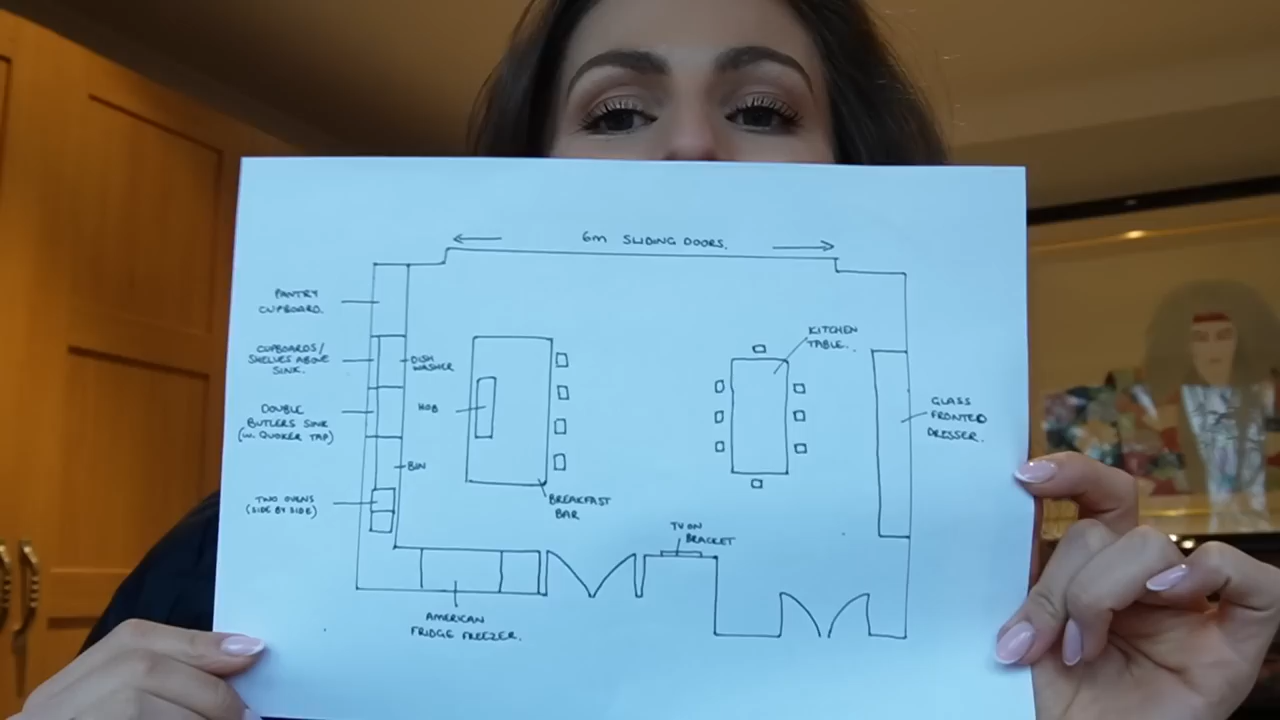 6m SLIDING DOORS.
PANTRY
CUPBOARD.
CUPBOARDS/
SHELVES ABOVE
SINK.
DISH
WASHER
DOUBLE
BUTLERS SINK
(W. QUOKER TAP)
HOB
BIN
TWO OVENS
(SIDE BY SIDE)
BREAKFAST
BAR
KITCHEN
TABLE.
GLASS
FRONTED
DRESSER.
TV ON
BRACKET
AMERICAN
FRIDGE FREEZER.